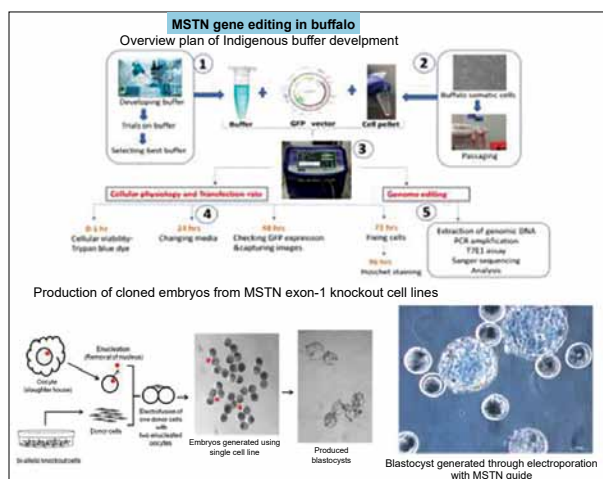 MSTN gene editing in buffalo
Overview plan of Indigenous buffer develpment
1
2
Developing buffer
Trials on buffer
Selecting best buffer
Buffer
GFP vector
Cell pellet
Buffalo somatic cells
Passaging
3
Cellular physiology and Transfection rate
Genome editing
4
5
0-1 hr
Cellular viability-
Trypan blue dye
24 hrs
Changing media
48 hrs
Checking GFP expression
&capturing images
72 hrs
Fixing cells
96 hrs
Hoechst staining
Extraction of genomic DNA
PCR amplification
T7E1 assay
Sanger sequencing
Analysis
Production of cloned embryos from MSTN exon-1 knockout cell lines
Oocyte
(slaughter house)
Enucleation
(Removal of nucleus)
Donor cells
Bi-allelic knockout cells
Electrofusion of
one donor cells
with
two enucleated
oocytes
Embryos generated using
single cell line
Produced
blastocysts
Blastocyst generated through electroporation
with MSTN guide